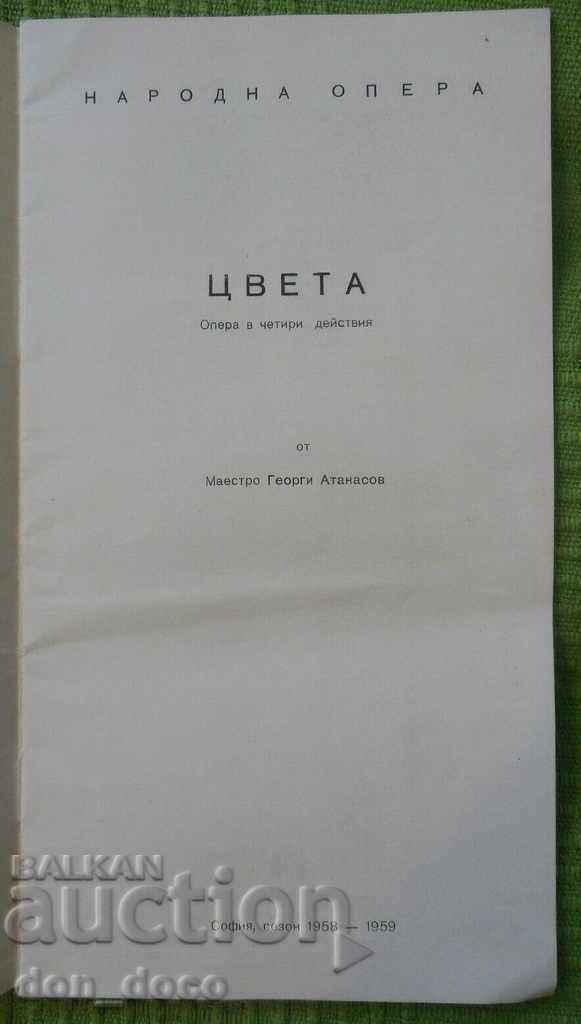 НАРОДНА ОПЕРА
ЦВЕТА
Опера в четири действия
от
Маестро Георги Атанасов
София, сезон 1958 — 1959
BALKAN
auction
don_doco